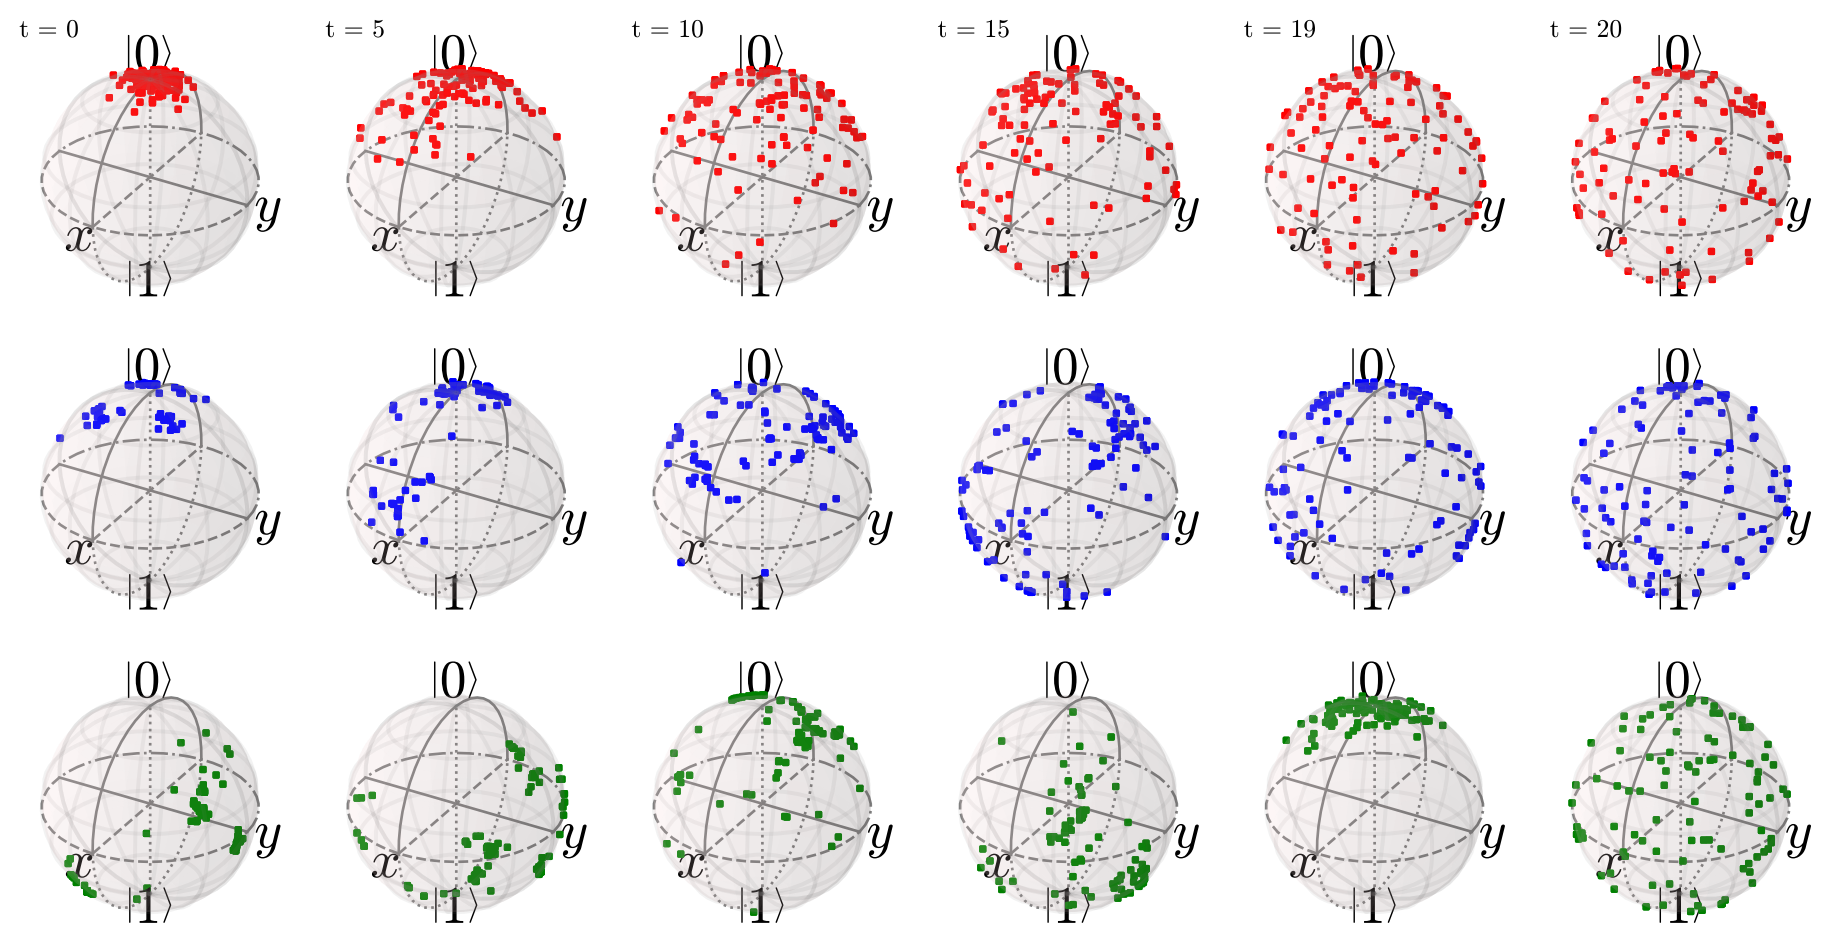 t = 0 t = 5 t = 10 t = 15 t = 19 t = 20
|0⟩ |0⟩ |0⟩ |0⟩ |0⟩ |0⟩
y y y y y y
x x x x x x
|1⟩ |1⟩ |1⟩ |1⟩ |1⟩ |1⟩
|0⟩ |0⟩ |0⟩ |0⟩ |0⟩ |0⟩
y y y y y y
x x x x x x
|1⟩ |1⟩ |1⟩ |1⟩ |1⟩ |1⟩
|0⟩ |0⟩ |0⟩ |0⟩ |0⟩ |0⟩
y y y y y y
x x x x x x
|1⟩ |1⟩ |1⟩ |1⟩ |1⟩ |1⟩